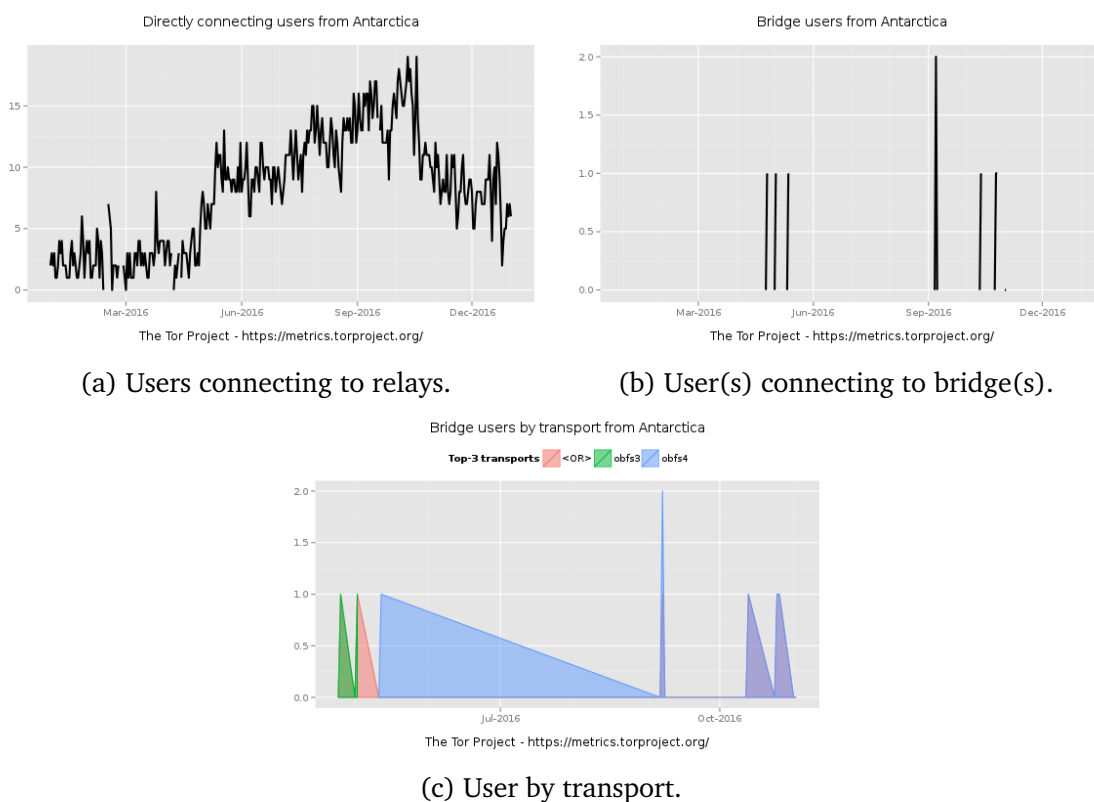 Directly connecting users from Antarctica
15
10
5
0
Mar-2016 Jun-2016 Sep-2016 Dec-2016
The Tor Project - https://metrics.torproject.org/
(a) Users connecting to relays.
Bridge users from Antarctica
2.0
1.5
1.0
0.5
0.0
Mar-2016 Jun-2016 Sep-2016 Dec-2016
The Tor Project - https://metrics.torproject.org/
(b) User(s) connecting to bridge(s).
Bridge users by transport from Antarctica
Top-3 transports <OR> obfs3 obfs4
2.0
1.5
1.0
0.5
0.0
Jul-2016 Oct-2016
The Tor Project - https://metrics.torproject.org/
(c) User by transport.